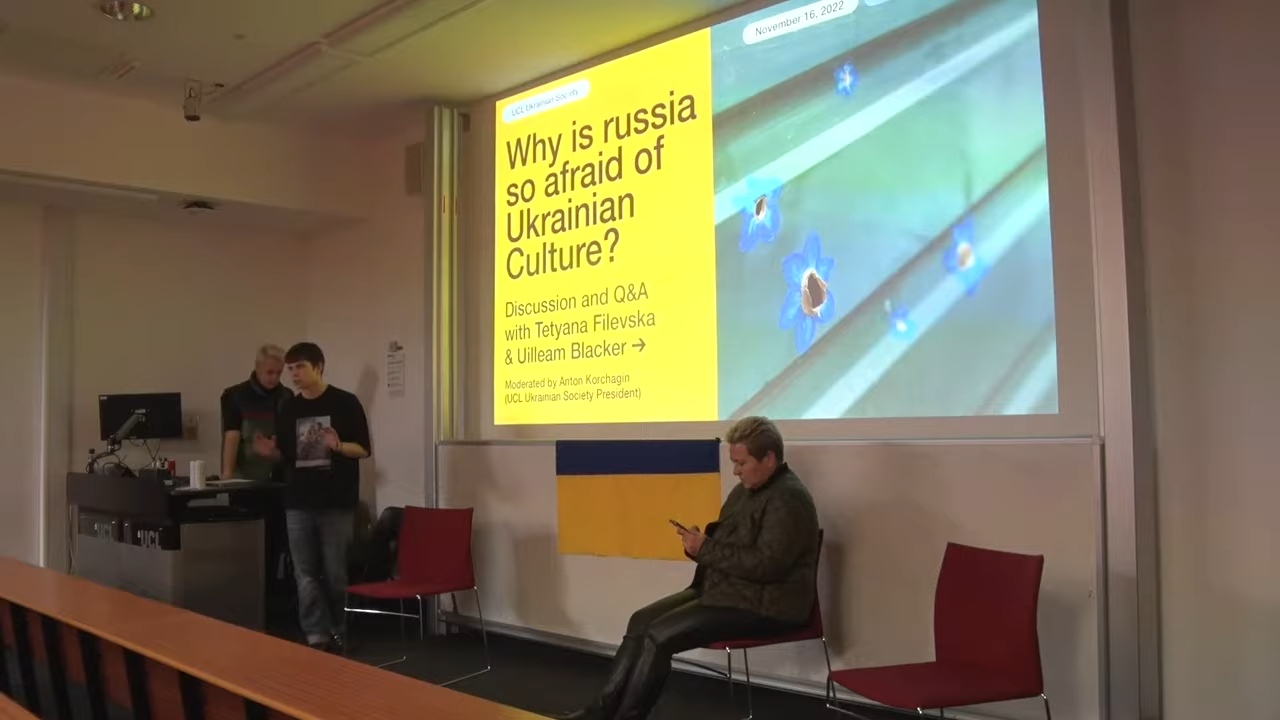 November 16, 2022
UCL Ukrainian Society
Why is russia
so afraid of
Ukrainian
Culture?
Discussion and Q&A
with Tetyana Filevska
& Uilleam Blacker →
Moderated by Anton Korchagin
(UCL Ukrainian Society President)
UCL
UCL